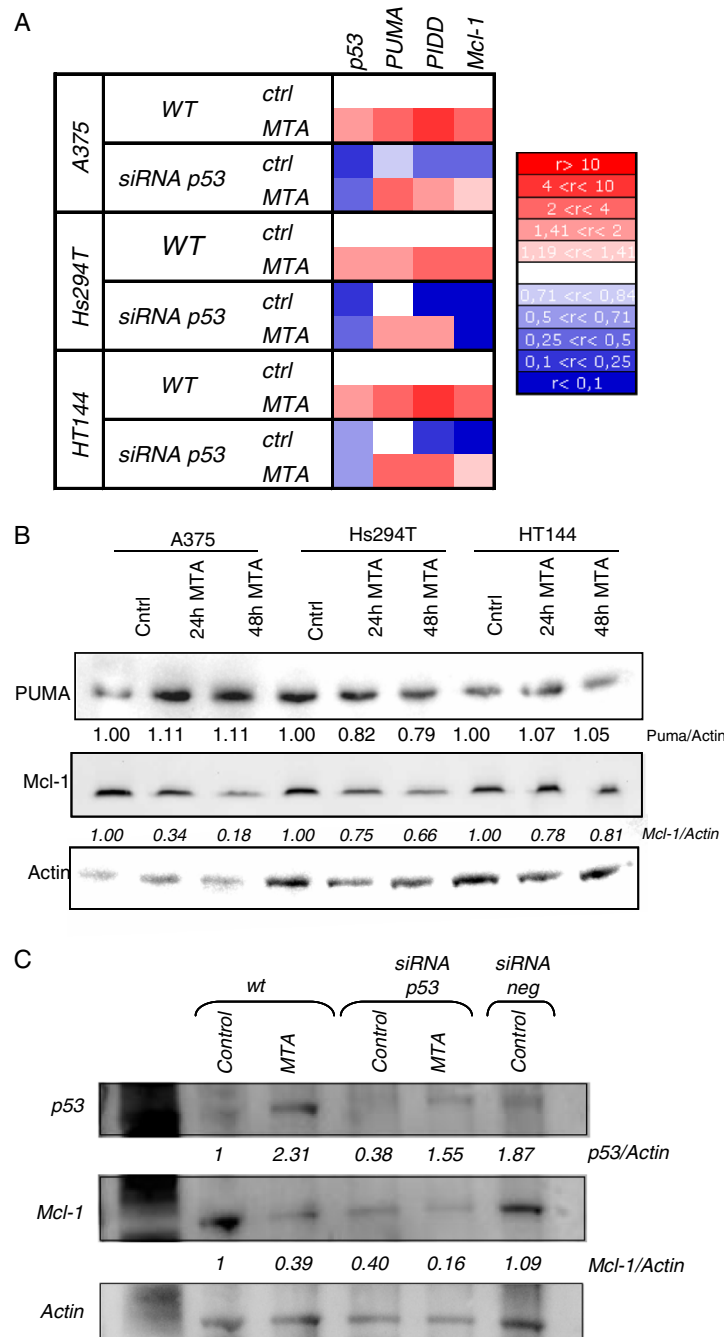 A
p53 PUMA PIDD Mcl-1
A375
WT
ctrl
MTA
siRNA p53
ctrl
MTA
Hs294T
WT
ctrl
MTA
siRNA p53
ctrl
MTA
HT144
WT
ctrl
MTA
siRNA p53
ctrl
MTA
r> 10
4 <r< 10
2 <r< 4
1,41 <r< 2
1,19 <r< 1,41
0,71 <r< 0,84
0,5 <r< 0,71
0,25 <r< 0,5
0,1 <r< 0,25
r< 0,1
B
A375 Hs294T HT144
Cntrl 24h MTA 48h MTA Cntrl 24h MTA 48h MTA Cntrl 24h MTA 48h MTA
PUMA
1.00 1.11 1.11 1.00 0.82 0.79 1.00 1.07 1.05 Puma/Actin
Mcl-1
1.00 0.34 0.18 1.00 0.75 0.66 1.00 0.78 0.81 Mcl-1/Actin
Actin
C
wt siRNA p53 siRNA neg
Control MTA Control MTA Control
p53
1 2.31 0.38 1.55 1.87 p53/Actin
Mcl-1
1 0.39 0.40 0.16 1.09 Mcl-1/Actin
Actin